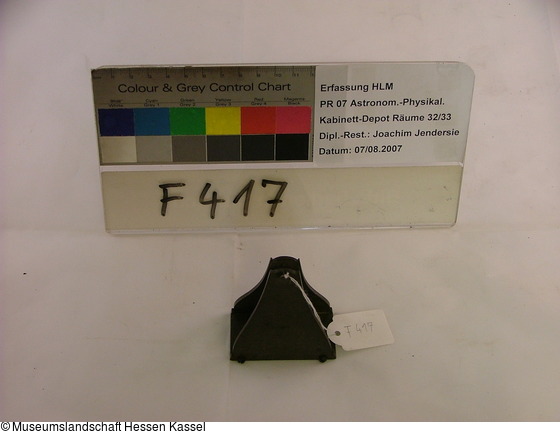 Colour & Grey Control Chart
Erfassung HLM
PR 07 Astronom.-Physikal.
Kabinett-Depot Räume 32/33
Dipl.-Rest.: Joachim Jendersie
Datum: 07/08.2007
F 417
©Museumslandschaft Hessen Kassel